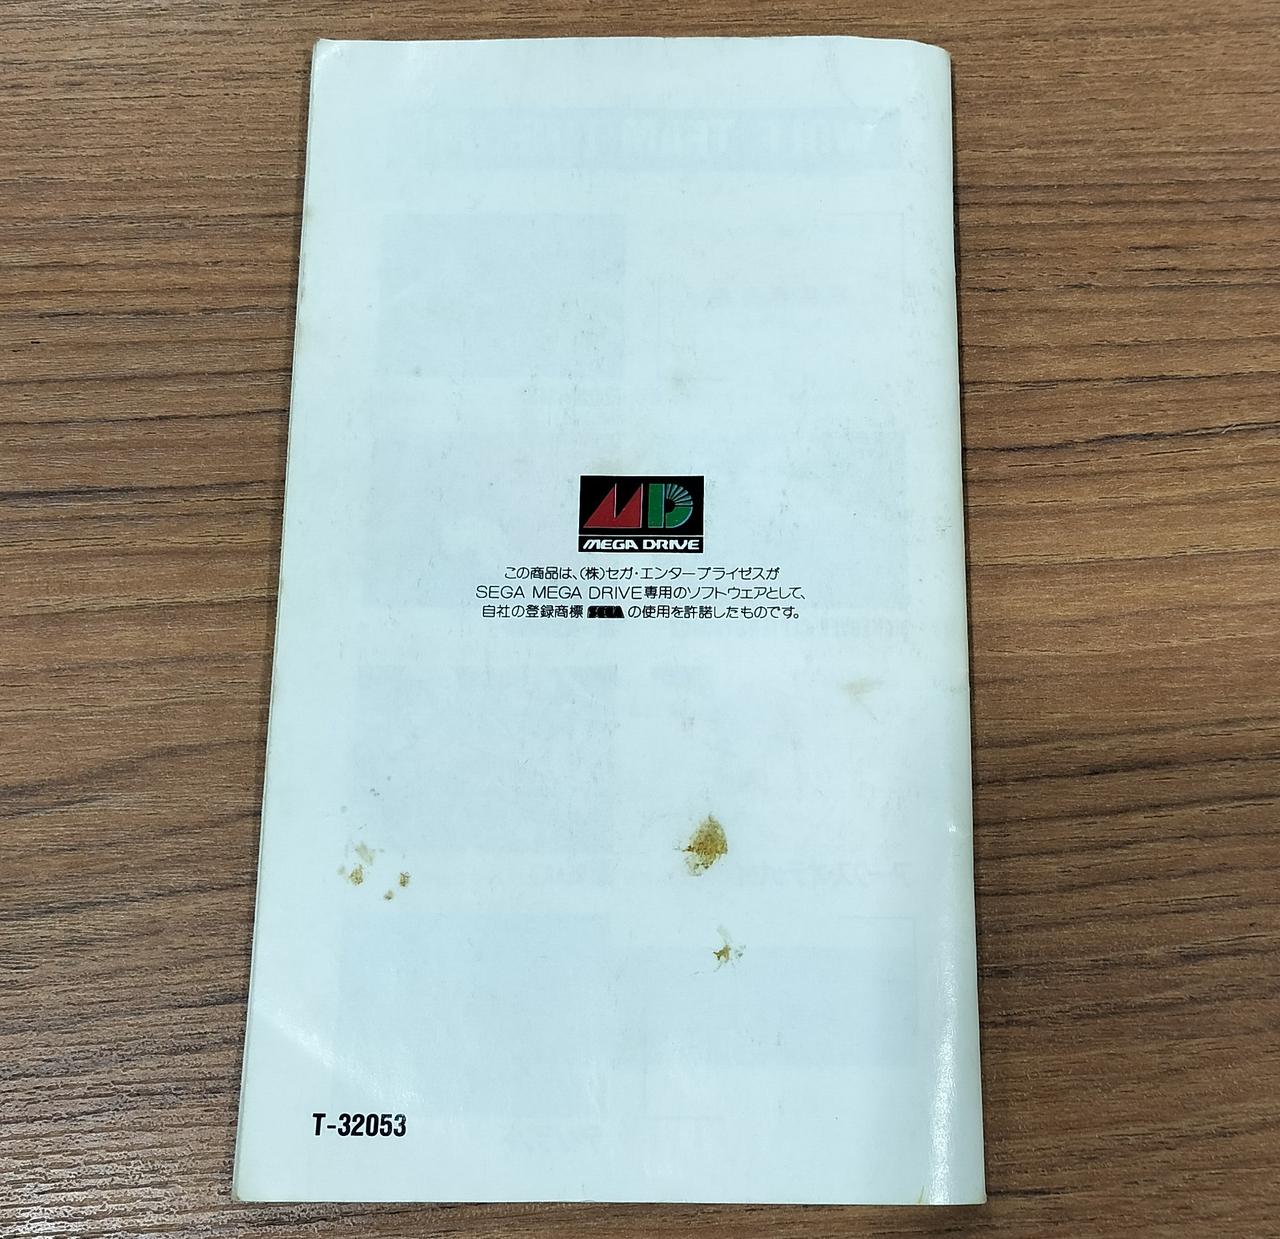 MD
MEGA DRIVE
この商品は、(株)セガ・エンタープライゼスが
SEGA MEGA DRIVE専用のソフトウェアとして、
自社の登録商標 SEGA の使用を許諾したものです。
T-32053